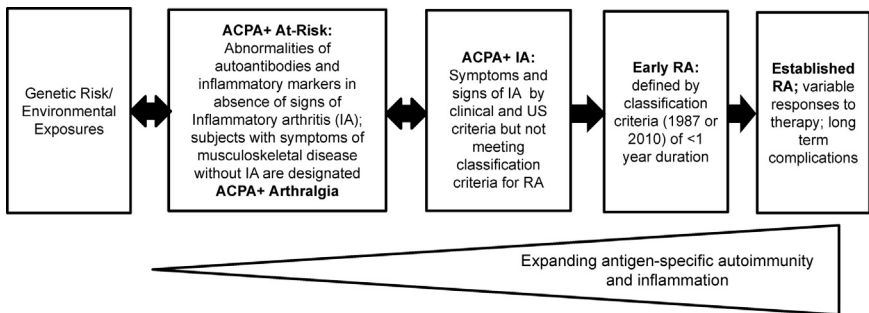 Genetic Risk/
Environmental
Exposures
ACPA+ At-Risk:
Abnormalities of
autoantibodies and
inflammatory markers in
absence of signs of
Inflammatory arthritis (IA);
subjects with symptoms of
musculoskeletal disease
without IA are designated
ACPA+ Arthralgia
ACPA+ IA:
Symptoms and
signs of IA by
clinical and US
criteria but not
meeting
classification
criteria for RA
Early RA:
defined by
classification
criteria (1987 or
2010) of <1
year duration
Established
RA; variable
responses to
therapy; long
term
complications
Expanding antigen-specific autoimmunity
and inflammation